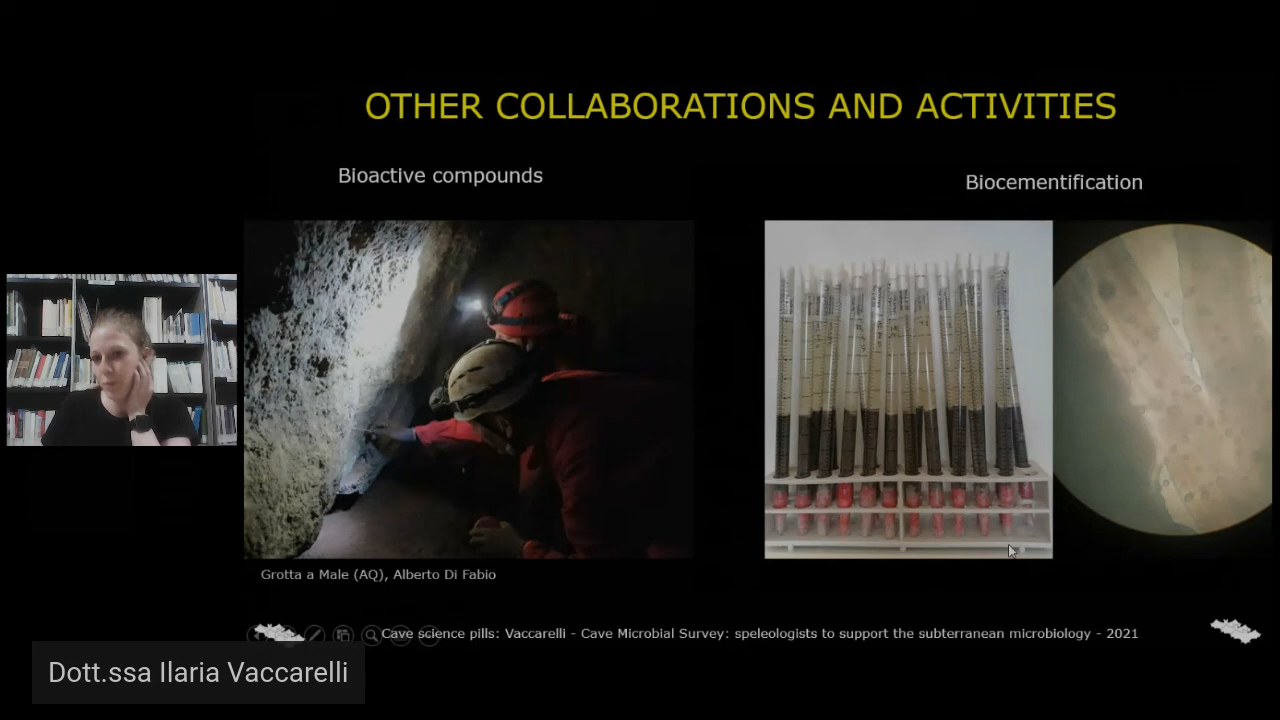 OTHER COLLABORATIONS AND ACTIVITIES
Bioactive compounds
Biocementification
Grotta a Male (AQ), Alberto Di Fabio
Cave science pills: Vaccarelli - Cave Microbial Survey: speleologists to support the subterranean microbiology - 2021
Dott.ssa Ilaria Vaccarelli